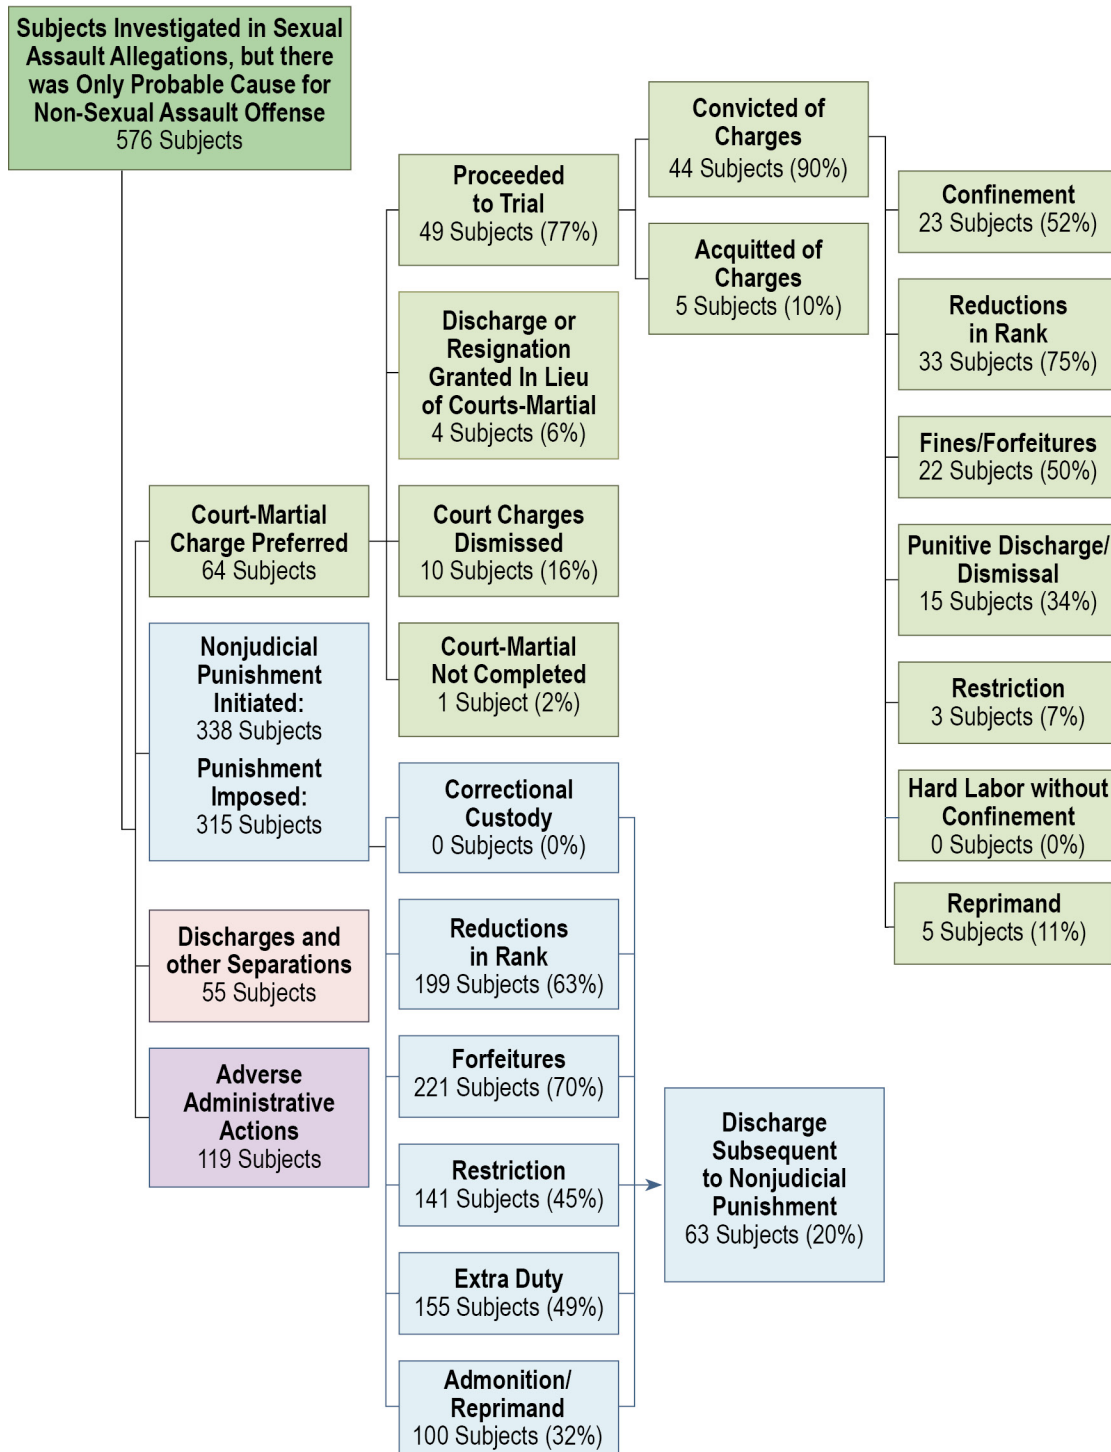 Subjects Investigated in Sexual
Assault Allegations, but there
was Only Probable Cause for
Non-Sexual Assault Offense
576 Subjects
Court-Martial
Charge Preferred
64 Subjects
Nonjudicial
Punishment
Initiated:
338 Subjects
Punishment
Imposed:
315 Subjects
Discharges and
other Separations
55 Subjects
Adverse
Administrative
Actions
119 Subjects
Proceeded
to Trial
49 Subjects (77%)
Discharge or
Resignation
Granted In Lieu
of Courts-Martial
4 Subjects (6%)
Court Charges
Dismissed
10 Subjects (16%)
Court-Martial
Not Completed
1 Subject (2%)
Correctional
Custody
0 Subjects (0%)
Reductions
in Rank
199 Subjects (63%)
Forfeitures
221 Subjects (70%)
Restriction
141 Subjects (45%)
Extra Duty
155 Subjects (49%)
Admonition/
Reprimand
100 Subjects (32%)
Convicted of
Charges
44 Subjects (90%)
Acquitted of
Charges
5 Subjects (10%)
Discharge
Subsequent
to Nonjudicial
Punishment
63 Subjects (20%)
Confinement
23 Subjects (52%)
Reductions
in Rank
33 Subjects (75%)
Fines/Forfeitures
22 Subjects (50%)
Punitive Discharge/
Dismissal
15 Subjects (34%)
Restriction
3 Subjects (7%)
Hard Labor without
Confinement
0 Subjects (0%)
Reprimand
5 Subjects (11%)